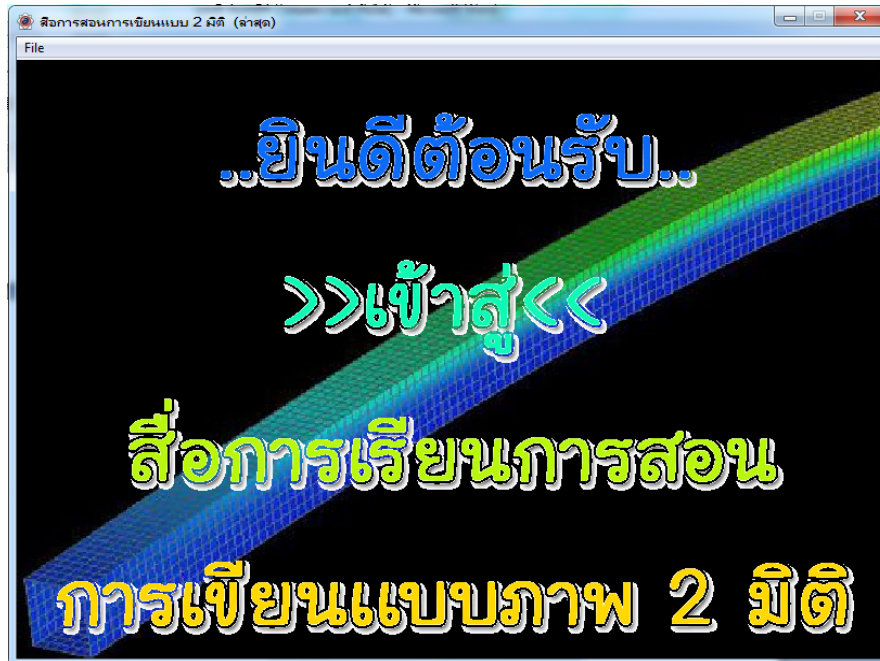 สื่อการสอนการเขียนแบบ 2 มิติ (ล่าสุด)
File
..ยินดีต้อนรับ..
>>เข้าสู่<<
สื่อการเรียนการสอน
การเขียนแบบภาพ 2 มิติ